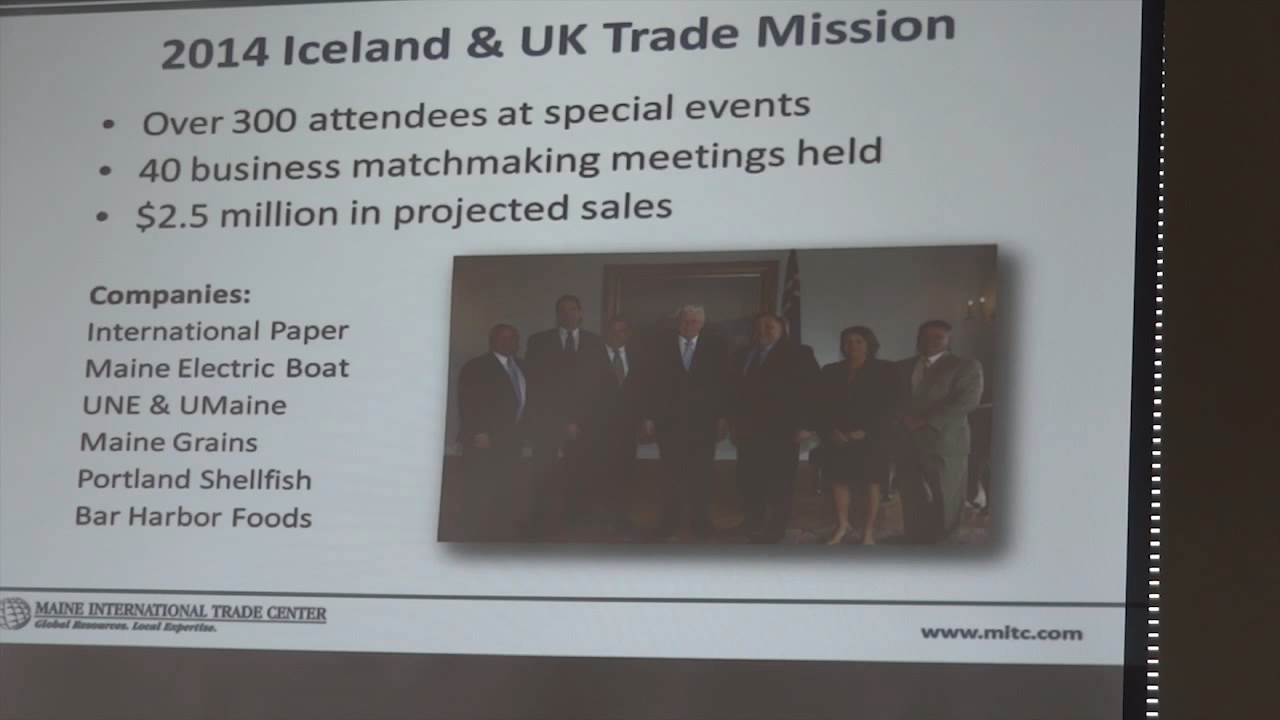 2014 Iceland & UK Trade Mission
• Over 300 attendees at special events
• 40 business matchmaking meetings held
• $2.5 million in projected sales
Companies:
International Paper
Maine Electric Boat
UNE & UMaine
Maine Grains
Portland Shellfish
Bar Harbor Foods
MAINE INTERNATIONAL TRADE CENTER
Global Resources. Local Expertise.
www.mitc.com